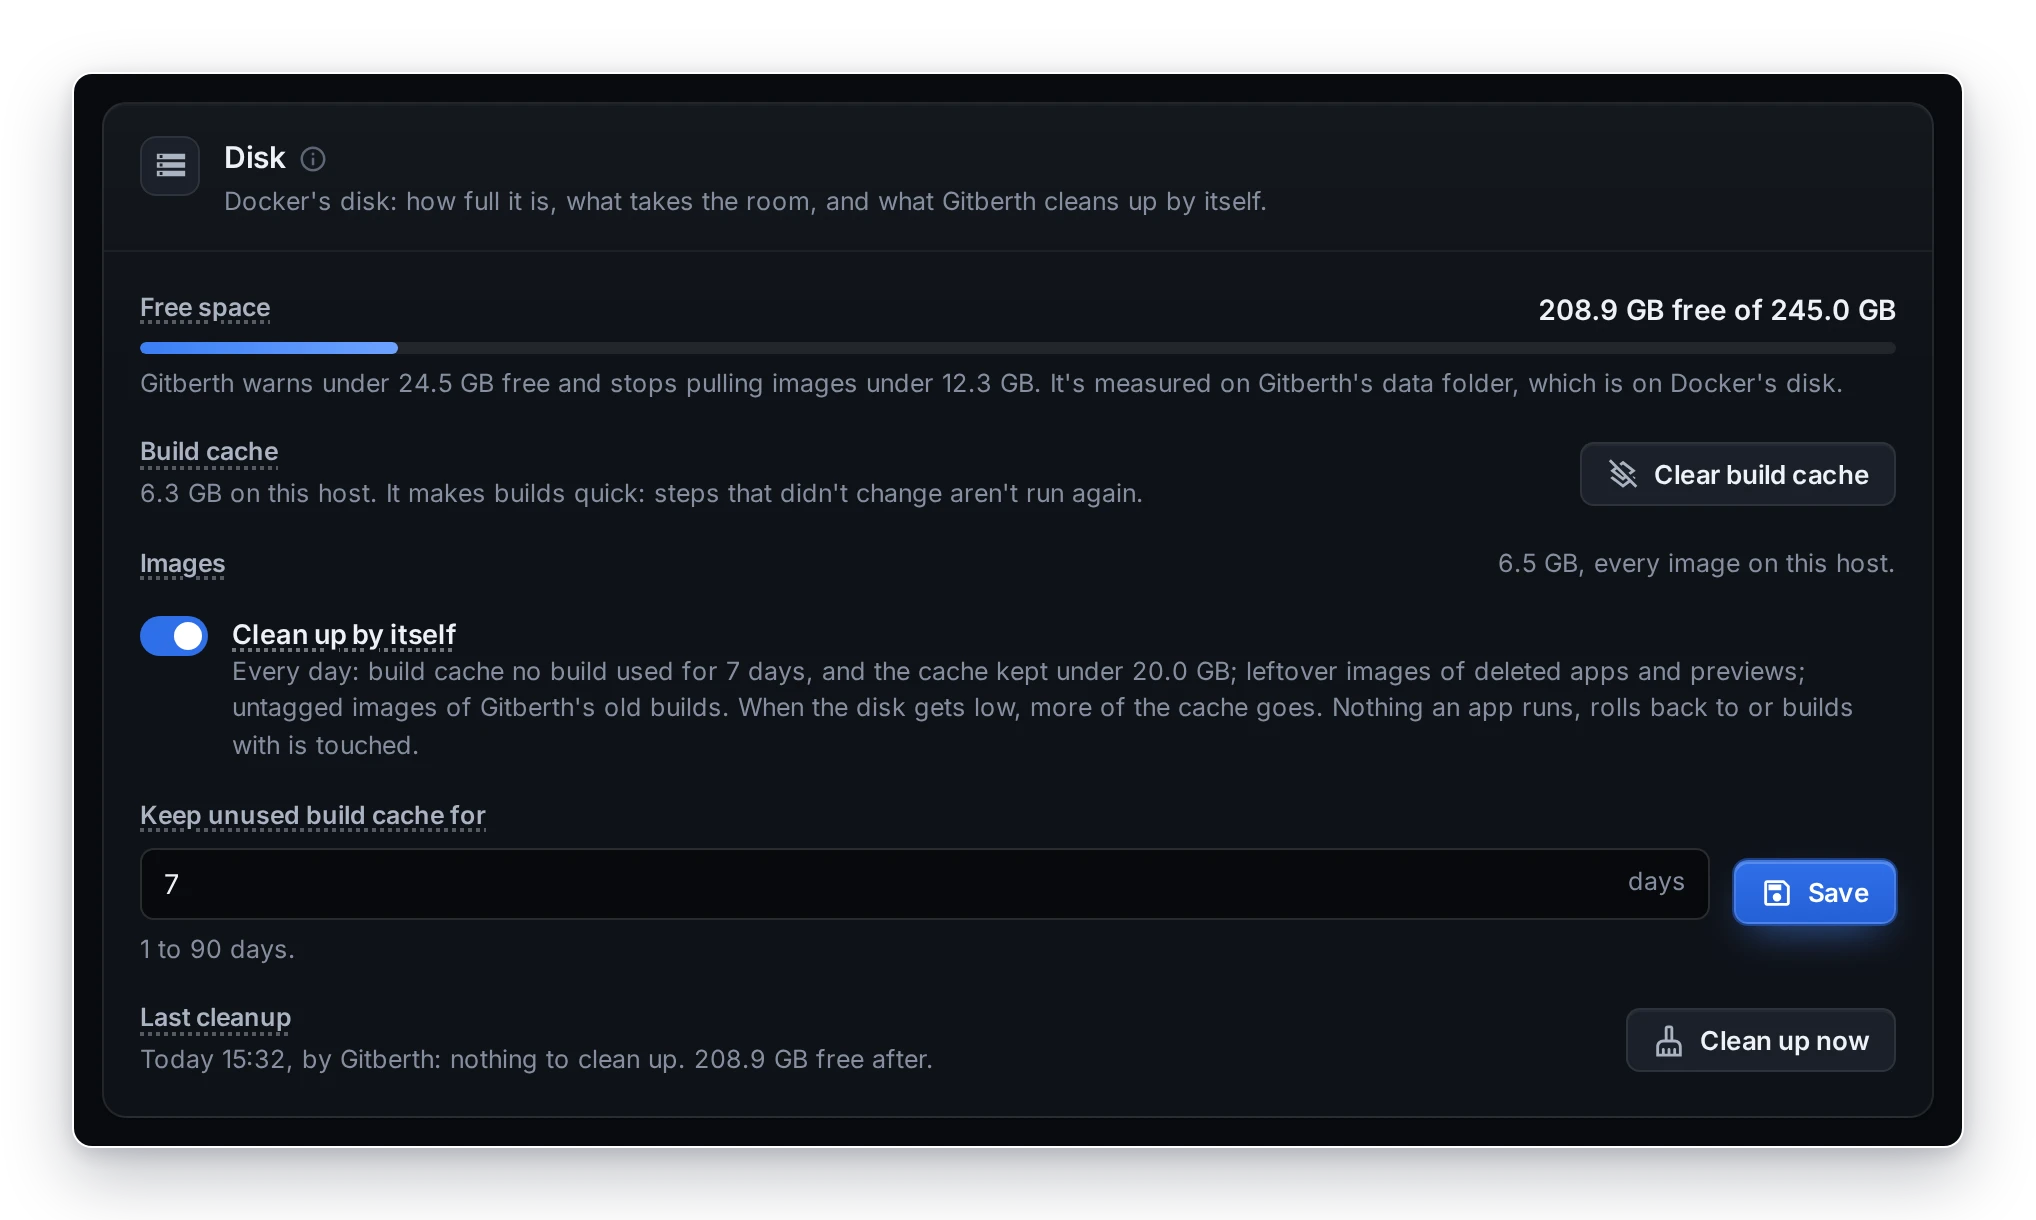 Disk
Docker's disk: how full it is, what takes the room, and what Gitberth cleans up by itself.
Free space
208.9 GB free of 245.0 GB
Gitberth warns under 24.5 GB free and stops pulling images under 12.3 GB. It's measured on Gitberth's data folder, which is on Docker's disk.
Build cache
6.3 GB on this host. It makes builds quick: steps that didn't change aren't run again.
Clear build cache
Images
6.5 GB, every image on this host.
Clean up by itself
Every day: build cache no build used for 7 days, and the cache kept under 20.0 GB; leftover images of deleted apps and previews;
untagged images of Gitberth's old builds. When the disk gets low, more of the cache goes. Nothing an app runs, rolls back to or builds
with is touched.
Keep unused build cache for
7
days
Save
1 to 90 days.
Last cleanup
Today 15:32, by Gitberth: nothing to clean up. 208.9 GB free after.
Clean up now